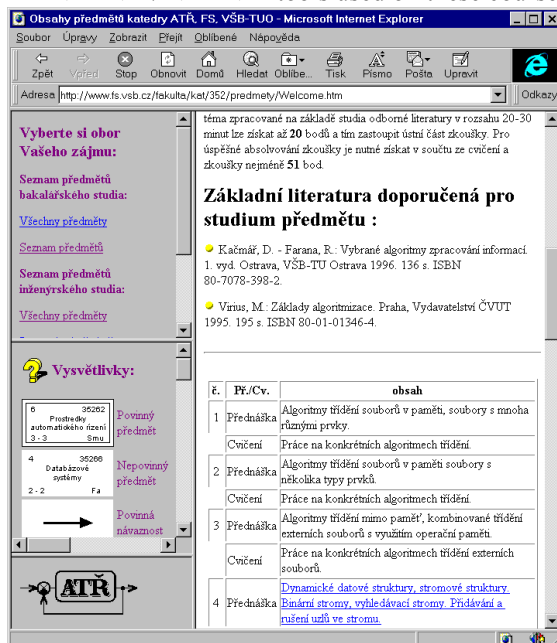 Obsahy předmětů katedry ATŘ, FS, VŠB-TUO - Microsoft Internet Explorer
Soubor Úpravy Zobrazit Přejít Oblíbené Nápověda
Zpět Vpřed Stop Obnovit Domů Hledat Oblíbe... Tisk Písmo Pošta Upravit
Adresa http://www.fs.vsb.cz/fakulta/kat/352/predmety/Welcome.htm Odkazy
Vyberte si obor
Vašeho zájmu:
Seznam předmětů
bakalářského studia:
Všechny předměty
Seznam předmětů
Seznam předmětů
inženýrského studia:
Všechny předměty
Vysvětlivky:
6 35262
Prostredky
automatického řízení
3 - 3 Smu
Povinný
předmět
4 35266
Databázové
systémy
2 - 2 Fa
Nepovinný
předmět
Povinná
návaznost
ATŘ
téma zpracované na základě studia odborné literatury v rozsahu 20-30
minut lze získat až 20 bodů a tím zastoupit ústní část zkoušky. Pro
úspěšné absolvování zkoušky je nutné získat v součtu ze cvičení a
zkoušky nejméně 51 bod.
Základní literatura doporučená pro
studium předmětu :
Kačmář, D. - Farana, R.: Vybrané algoritmy zpracování informací.
1. vyd. Ostrava, VŠB-TU Ostrava 1996. 136 s. ISBN
80-7078-398-2.
Virius, M.: Základy algoritmizace. Praha, Vydavatelství ČVUT
1995. 195 s. ISBN 80-01-01346-4.
č. Př./Cv. obsah
1 Přednáška Algoritmy třídění souborů v paměti, soubory s mnoha
různými prvky.
Cvičení Práce na konkrétních algoritmech třídění.
2 Přednáška Algoritmy třídění souborů v paměti soubory s
několika typy prvků.
Cvičení Práce na konkrétních algoritmech třídění.
3 Přednáška Algoritmy třídění mimo paměť, kombinované třídění
externích souborů s využitím operační paměti.
Cvičení Práce na konkrétních algoritmech třídění externích
souborů.
4 Přednáška Dynamické datové struktury, stromové struktury.
Binární stromy, vyhledávací stromy. Přidávání a
rušení uzlů ve stromu.